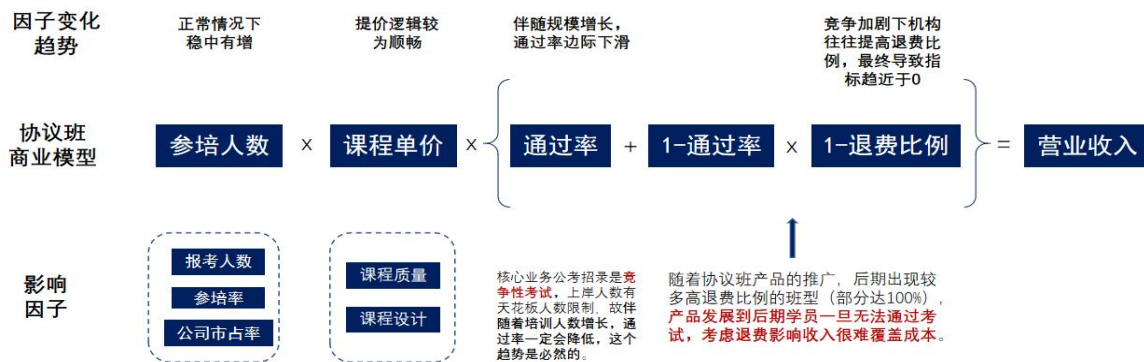 因子变化
趋势
正常情况下
稳中有增
提价逻辑较
为顺畅
伴随规模增长，
通过率边际下滑
竞争加剧下机构
往往提高退费比
例，最终导致指
标趋近于0
协议班
商业模型
参培人数 x 课程单价 x 通过率 + 1-通过率 x 1-退费比例 = 营业收入
影响
因子
报考人数
参培率
公司市占率
课程质量
课程设计
核心业务公考招录是竞
争性考试，上岸人数有
天花板人数限制，故伴
随着培训人数增长，通
过率一定会降低，这个
趋势是必然的。
随着协议班产品的推广，后期出现较
多高退费比例的班型（部分达100%），
产品发展到后期学员一旦无法通过考
试，考虑退费影响收入很难覆盖成本。